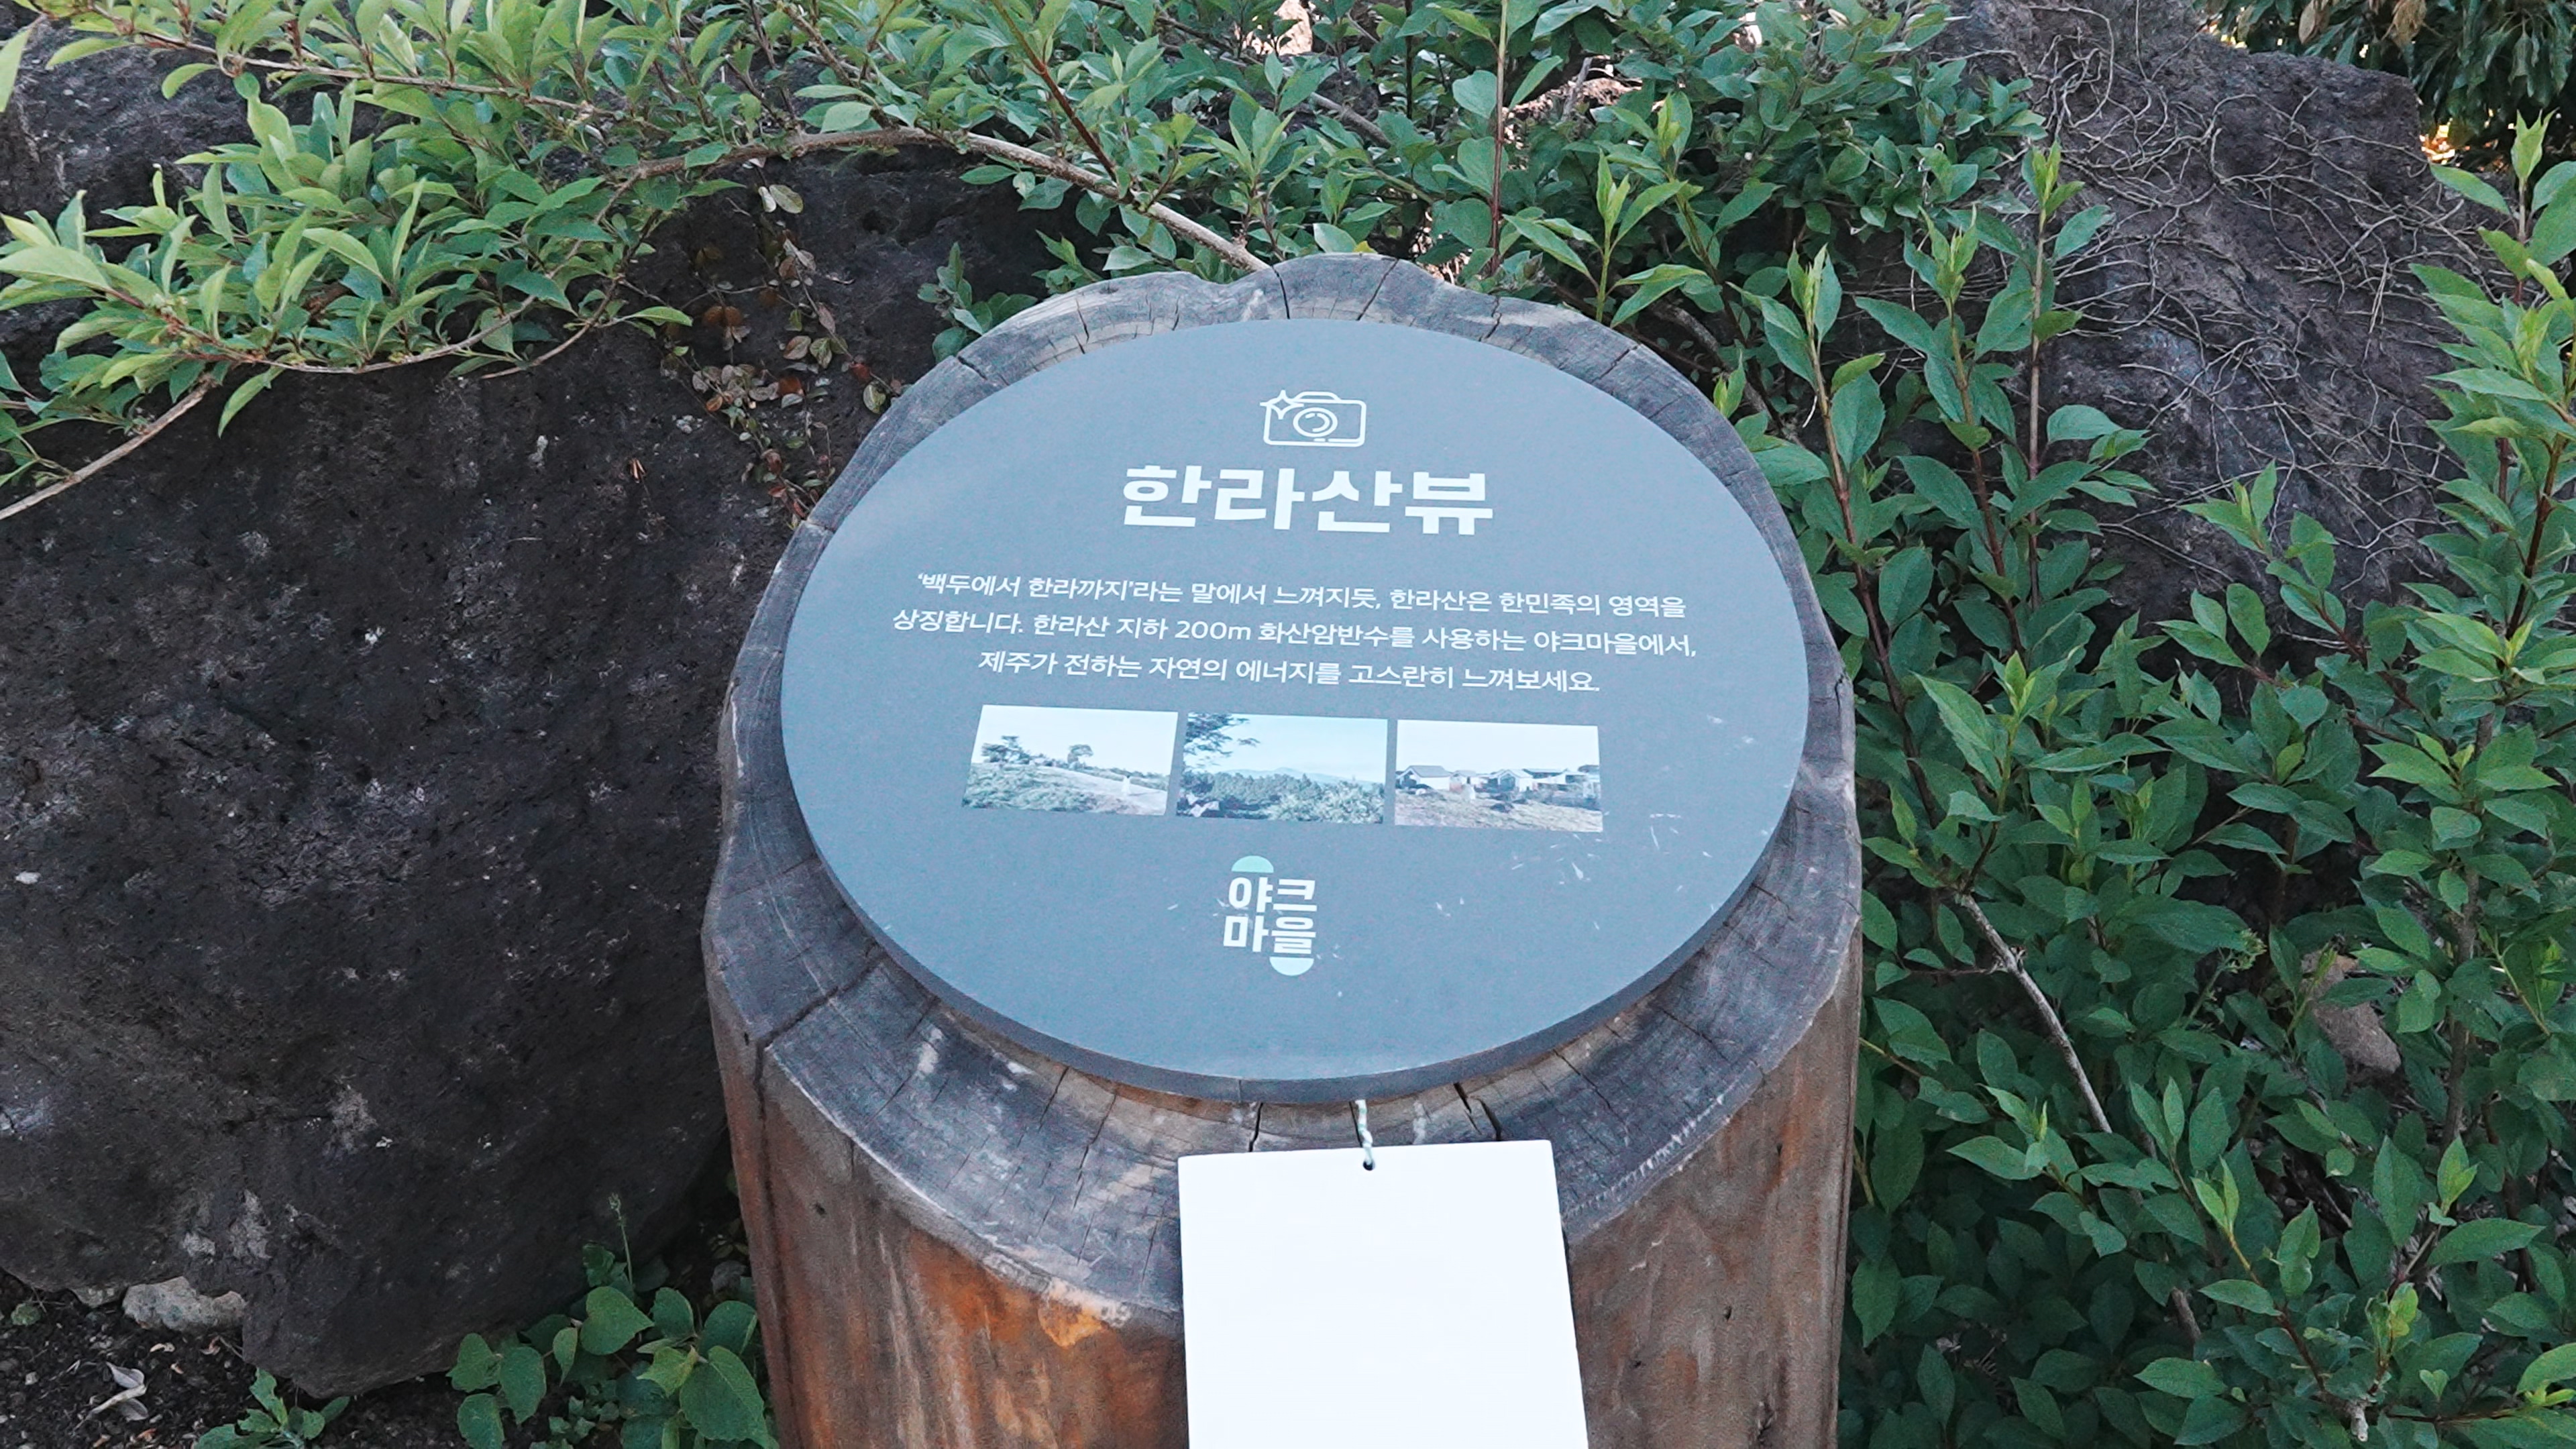 한라산뷰
‘백두에서 한라까지’라는 말에서 느껴지듯, 한라산은 한민족의 영역을
상징합니다. 한라산 지하 200m 화산암반수를 사용하는 야크마을에서,
제주가 전하는 자연의 에너지를 고스란히 느껴보세요.
야크
마을